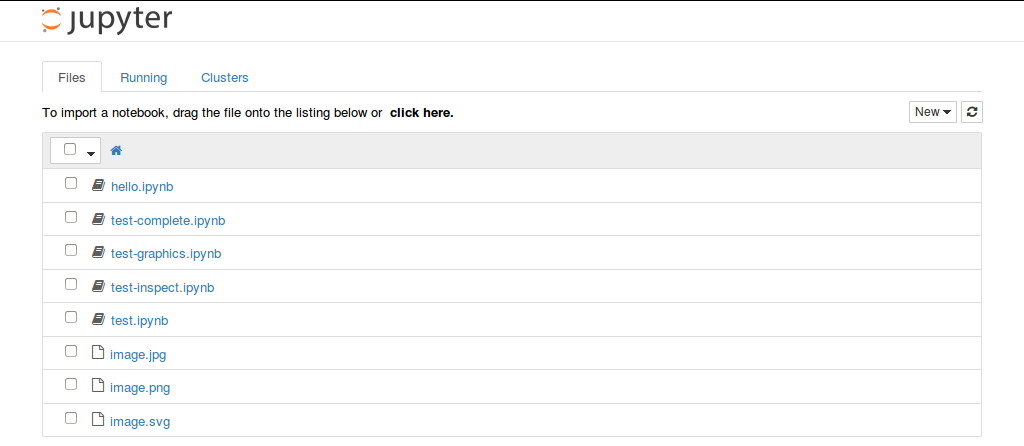 jupyter
Files Running Clusters
To import a notebook, drag the file onto the listing below or click here. New
hello.ipynb
test-complete.ipynb
test-graphics.ipynb
test-inspect.ipynb
test.ipynb
image.jpg
image.png
image.svg